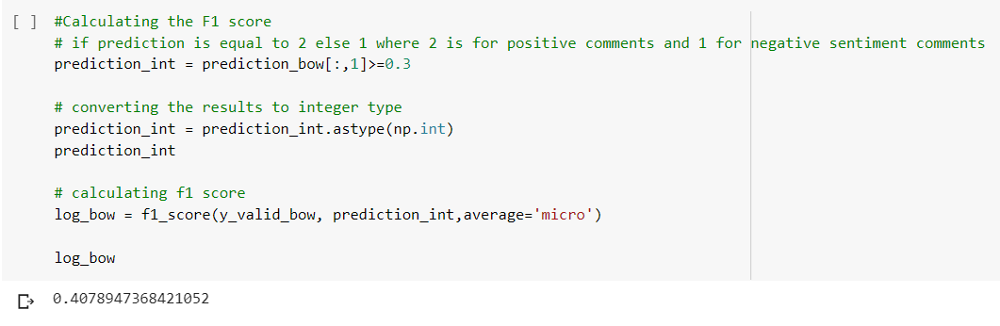 [ ] #Calculating the F1 score
# if prediction is equal to 2 else 1 where 2 is for positive comments and 1 for negative sentiment comments
prediction_int = prediction_bow[:,1]>=0.3
# converting the results to integer type
prediction_int = prediction_int.astype(np.int)
prediction_int
# calculating f1 score
log_bow = f1_score(y_valid_bow, prediction_int,average='micro')
log_bow
0.4078947368421052